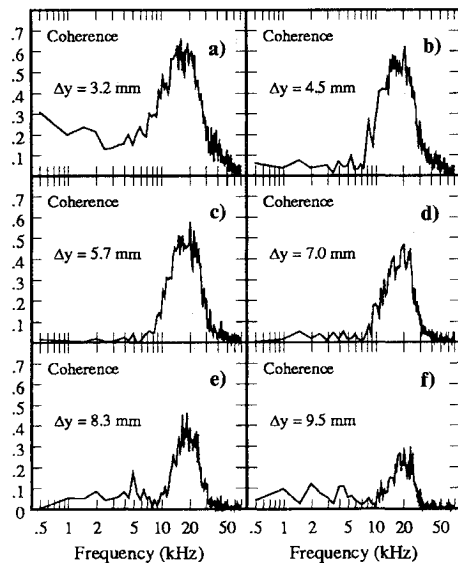 Coherence a)
Δy = 3.2 mm
Coherence b)
Δy = 4.5 mm
.7
.6
.5
.4
.3
.2
.1
Coherence c)
Δy = 5.7 mm
Coherence d)
Δy = 7.0 mm
.7
.6
.5
.4
.3
.2
.1
Coherence e)
Δy = 8.3 mm
Coherence f)
Δy = 9.5 mm
.6
.5
.4
.3
.2
.1
0
.5 1 2 5 10 20 50
.5 1 2 5 10 20 50
Frequency (kHz)
Frequency (kHz)